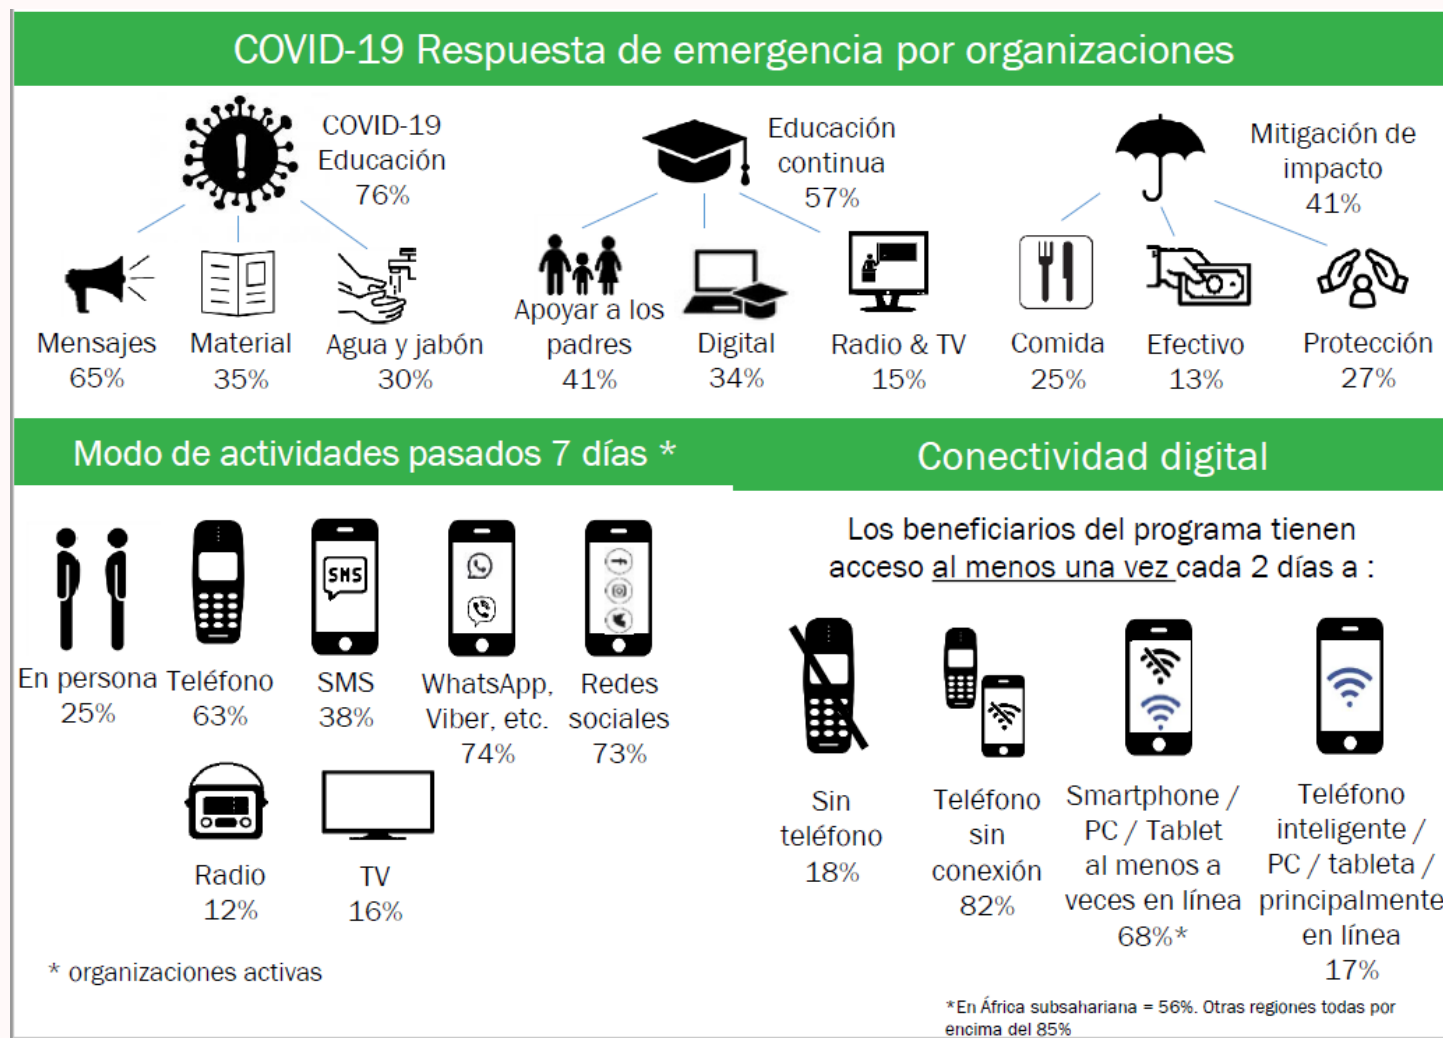 COVID-19 Respuesta de emergencia por organizaciones
COVID-19
Educación
76%
Educación
continua
57%
Mitigación de
impacto
41%
Mensajes
65%
Material
35%
Agua y jabón
30%
Apoyar a los
padres
41%
Digital
34%
Radio & TV
15%
Comida
25%
Efectivo
13%
Protección
27%
Modo de actividades pasados 7 días *
SMS
En persona
25%
Teléfono
63%
SMS
38%
WhatsApp,
Viber, etc.
74%
Redes
sociales
73%
Radio
12%
TV
16%
* organizaciones activas
Conectividad digital
Los beneficiarios del programa tienen
acceso al menos una vez cada 2 días a :
Sin
teléfono
18%
Teléfono
sin
conexión
82%
Smartphone /
PC / Tablet
al menos a
veces en línea
68%*
Teléfono
inteligente /
PC / tableta /
principalmente
en línea
17%
*En África subsahariana = 56%. Otras regiones todas por
encima del 85%